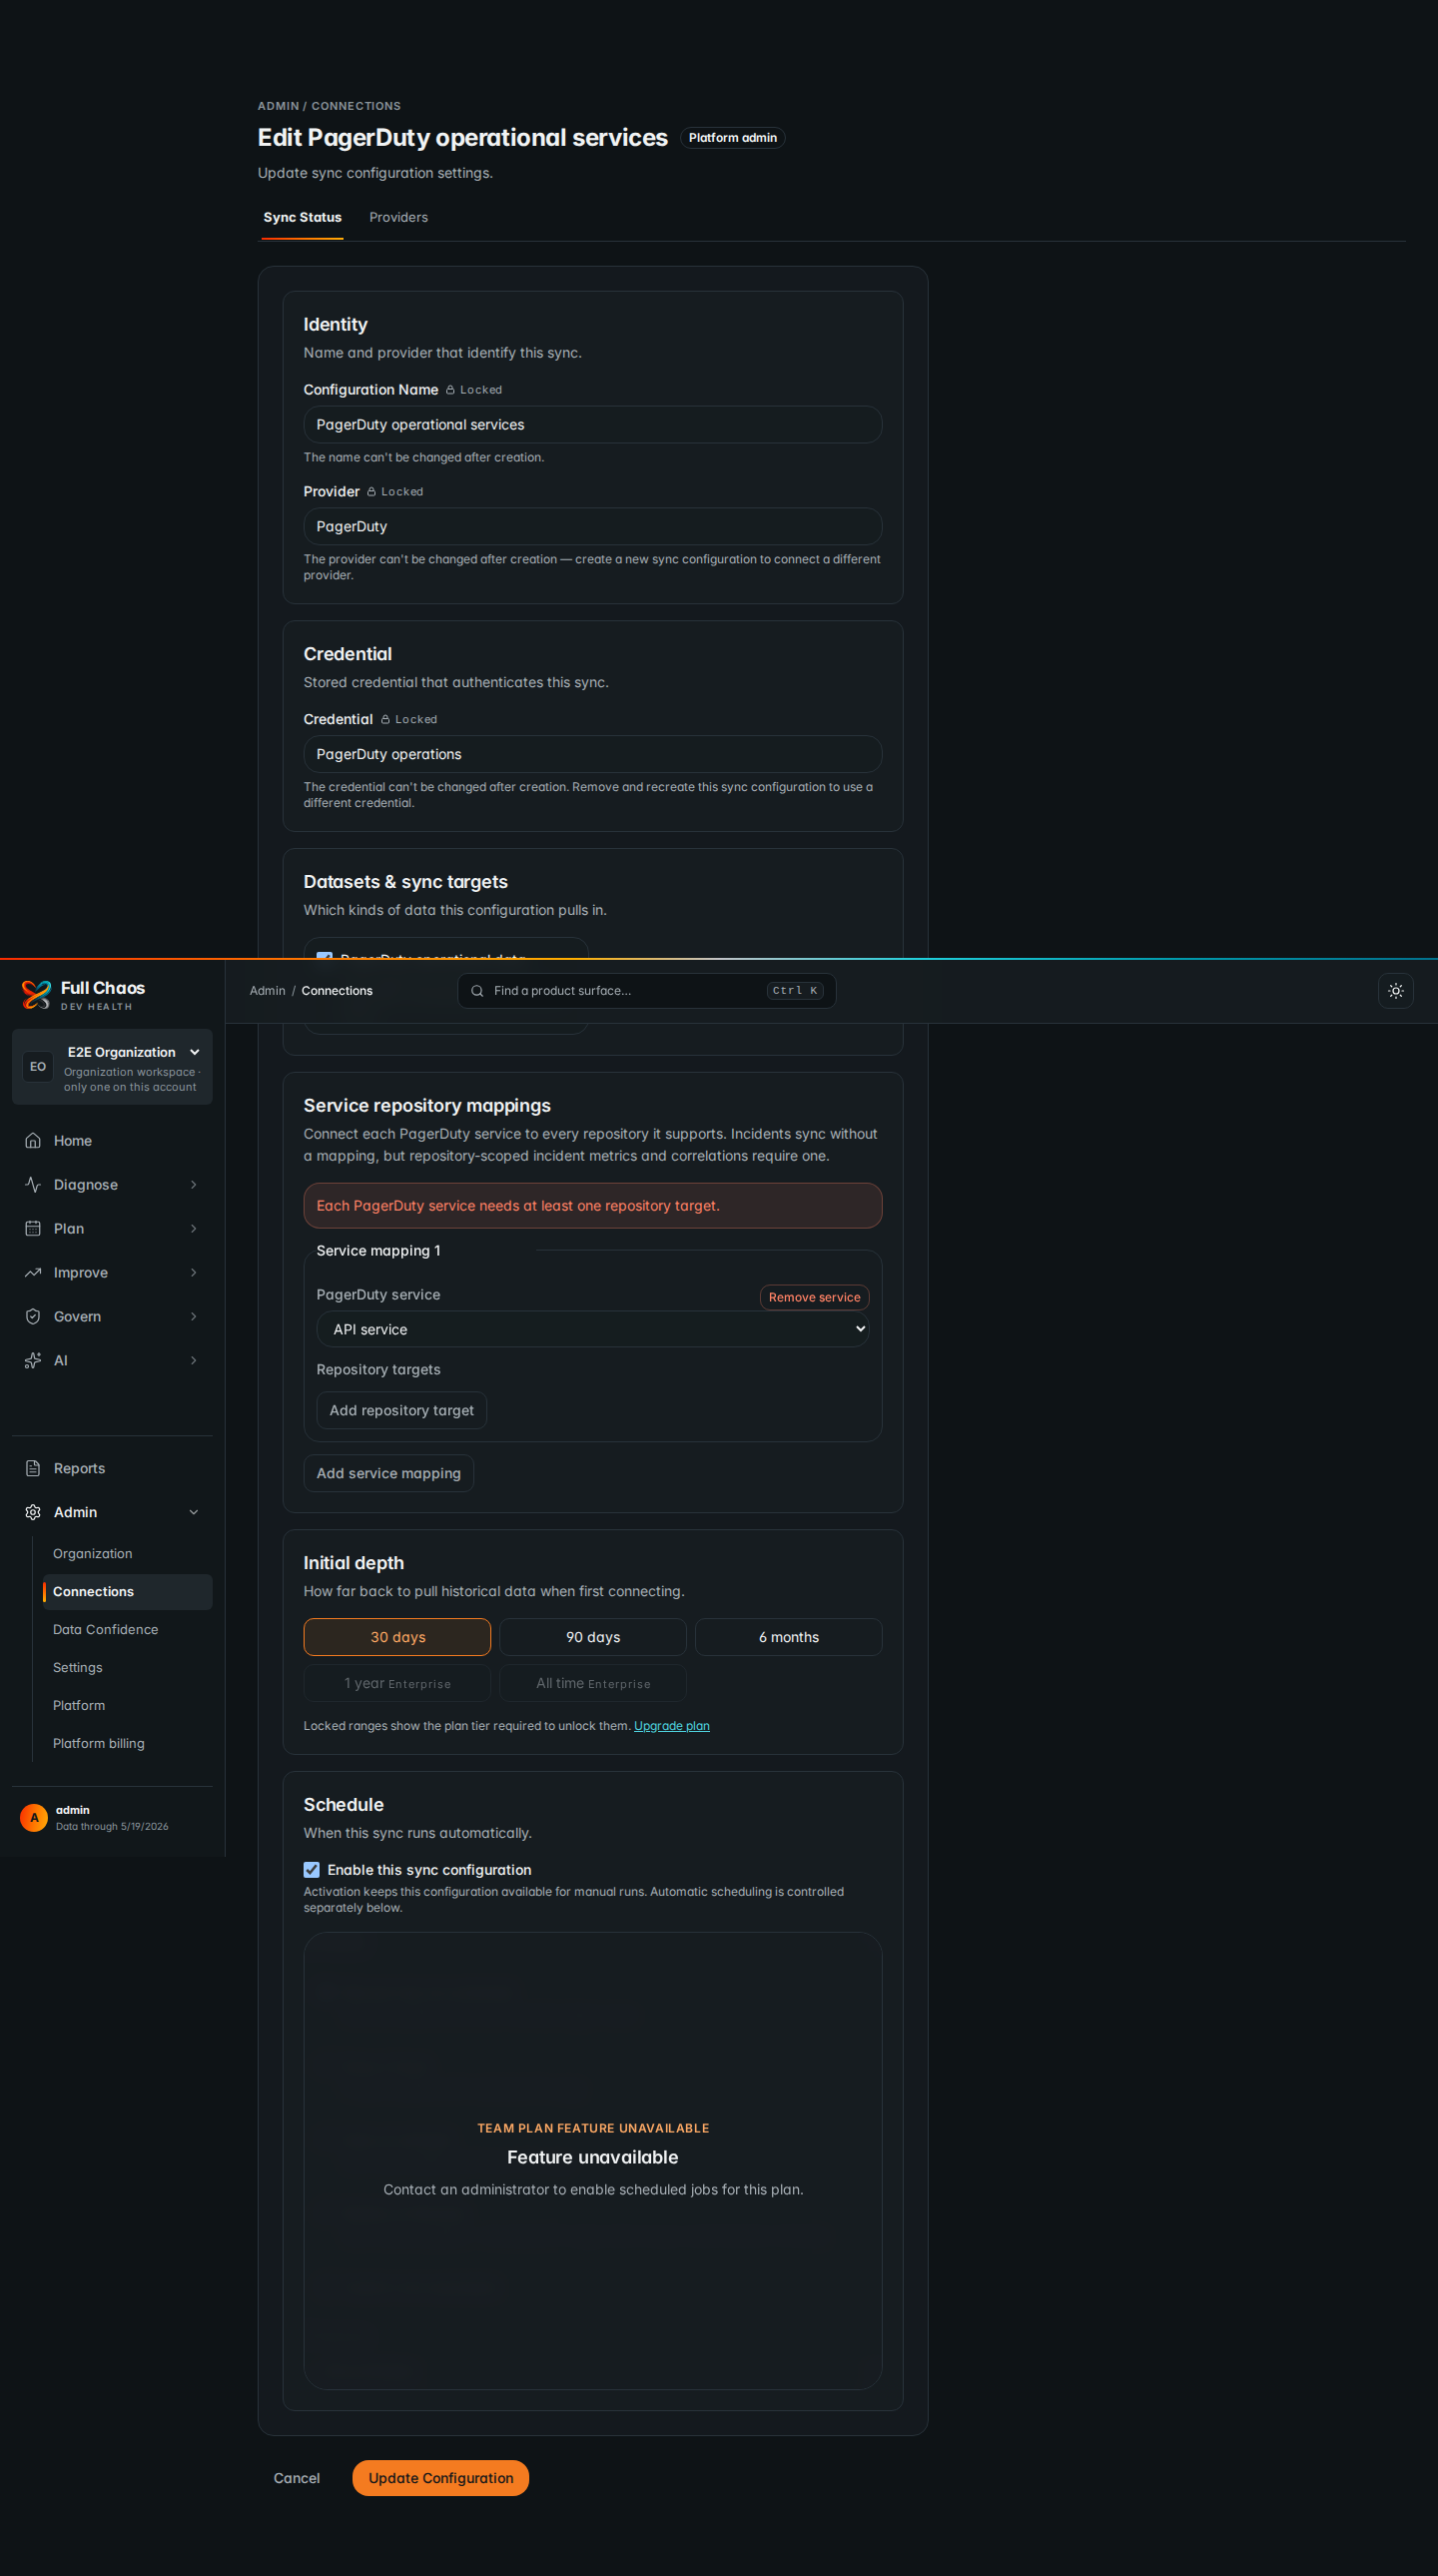 ADMIN / CONNECTIONS
Edit PagerDuty operational services
Platform admin
Update sync configuration settings.
Sync Status
Providers
Identity
Name and provider that identify this sync.
Configuration Name
Locked
PagerDuty operational services
The name can't be changed after creation.
Provider
Locked
PagerDuty
The provider can't be changed after creation — create a new sync configuration to connect a different
provider.
Credential
Stored credential that authenticates this sync.
Credential
Locked
PagerDuty operations
The credential can't be changed after creation. Remove and recreate this sync configuration to use a
different credential.
Datasets & sync targets
Which kinds of data this configuration pulls in.
PagerDuty operational data
Full Chaos
DEV HEALTH
Admin / Connections
Find a product surface...
Ctrl K
EO
E2E Organization
Organization workspace ·
only one on this account
Home
Diagnose
Plan
Improve
Govern
AI
Reports
Admin
Organization
Connections
Data Confidence
Settings
Platform
Platform billing
A
admin
Data through 5/19/2026
Service repository mappings
Connect each PagerDuty service to every repository it supports. Incidents sync without
a mapping, but repository-scoped incident metrics and correlations require one.
Each PagerDuty service needs at least one repository target.
Service mapping 1
PagerDuty service
Remove service
API service
Repository targets
Add repository target
Add service mapping
Initial depth
How far back to pull historical data when first connecting.
30 days
90 days
6 months
1 year Enterprise
All time Enterprise
Locked ranges show the plan tier required to unlock them. Upgrade plan
Schedule
When this sync runs automatically.
Enable this sync configuration
Activation keeps this configuration available for manual runs. Automatic scheduling is controlled
separately below.
TEAM PLAN FEATURE UNAVAILABLE
Feature unavailable
Contact an administrator to enable scheduled jobs for this plan.
Cancel
Update Configuration